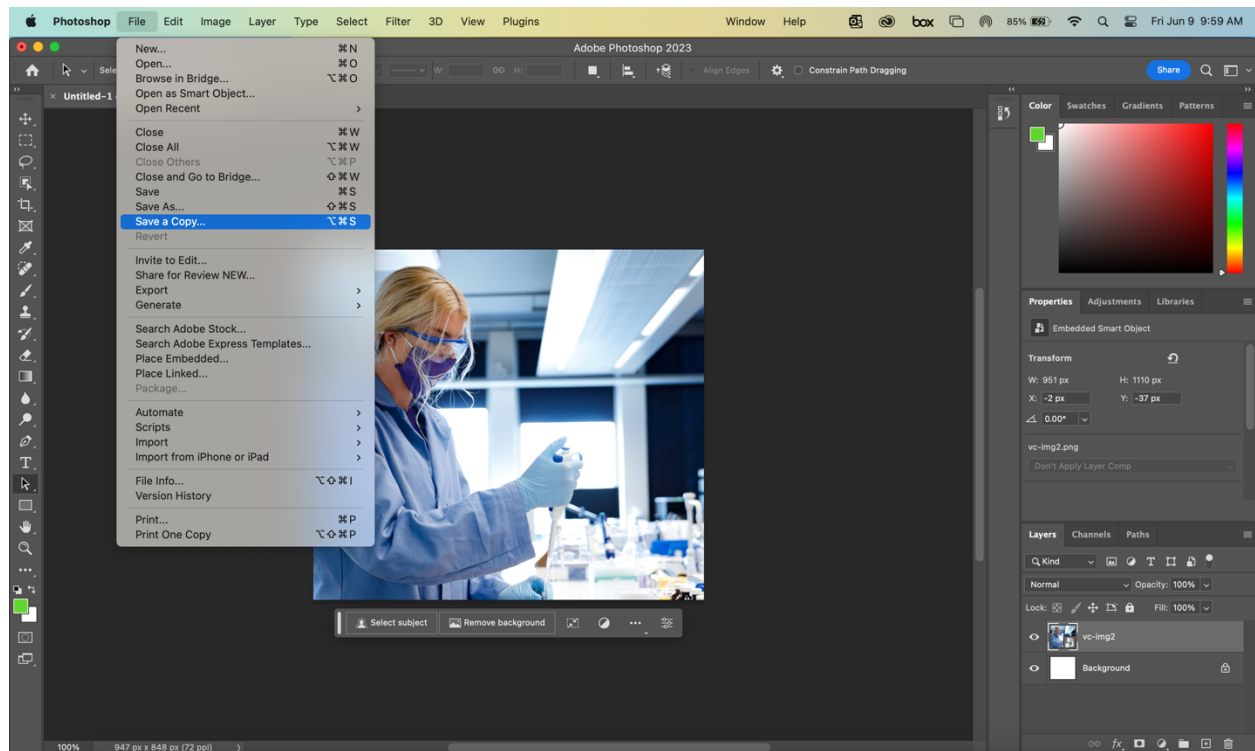 Photoshop File Edit Image Layer Type Select Filter 3D View Plugins Window Help box 85% Fri Jun 9 9:59 AM
Adobe Photoshop 2023
Sele W: H: Align Edges Constrain Path Dragging Share
× Untitled-1
New... ⌘N
Open... ⌘O
Browse in Bridge... ⌥⌘O
Open as Smart Object...
Open Recent >
Close ⌘W
Close All ⌥⌘W
Close Others ⌥⌘P
Close and Go to Bridge... ⇧⌘W
Save ⌘S
Save As... ⇧⌘S
Save a Copy... ⌥⌘S
Revert
Invite to Edit...
Share for Review NEW...
Export >
Generate >
Search Adobe Stock...
Search Adobe Express Templates...
Place Embedded...
Place Linked...
Package...
Automate >
Scripts >
Import >
Import from iPhone or iPad >
File Info... ⌥⇧⌘I
Version History
Print... ⌘P
Print One Copy ⌥⇧⌘P
Select subject Remove background ...
100% 947 px x 848 px (72 ppi) >
Color Swatches Gradients Patterns
Properties Adjustments Libraries
Embedded Smart Object
Transform
W: 951 px H: 1110 px
X: -2 px Y: -37 px
0.00°
vc-img2.png
Don't Apply Layer Comp
Layers Channels Paths
Kind
Normal Opacity: 100%
Lock: Fill: 100%
vc-img2
Background
fx